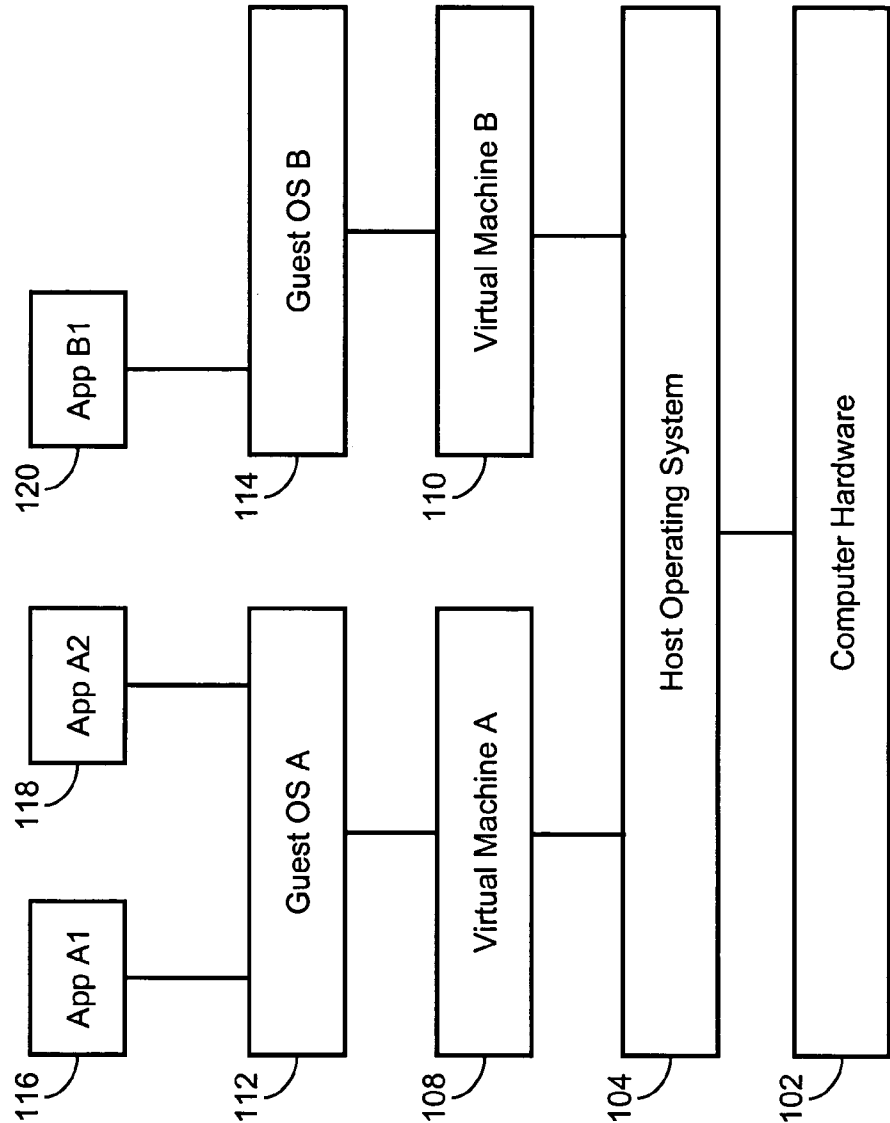 116
App A1
118
App A2
120
App B1
112
Guest OS A
114
Guest OS B
108
Virtual Machine A
110
Virtual Machine B
104
Host Operating System
102
Computer Hardware